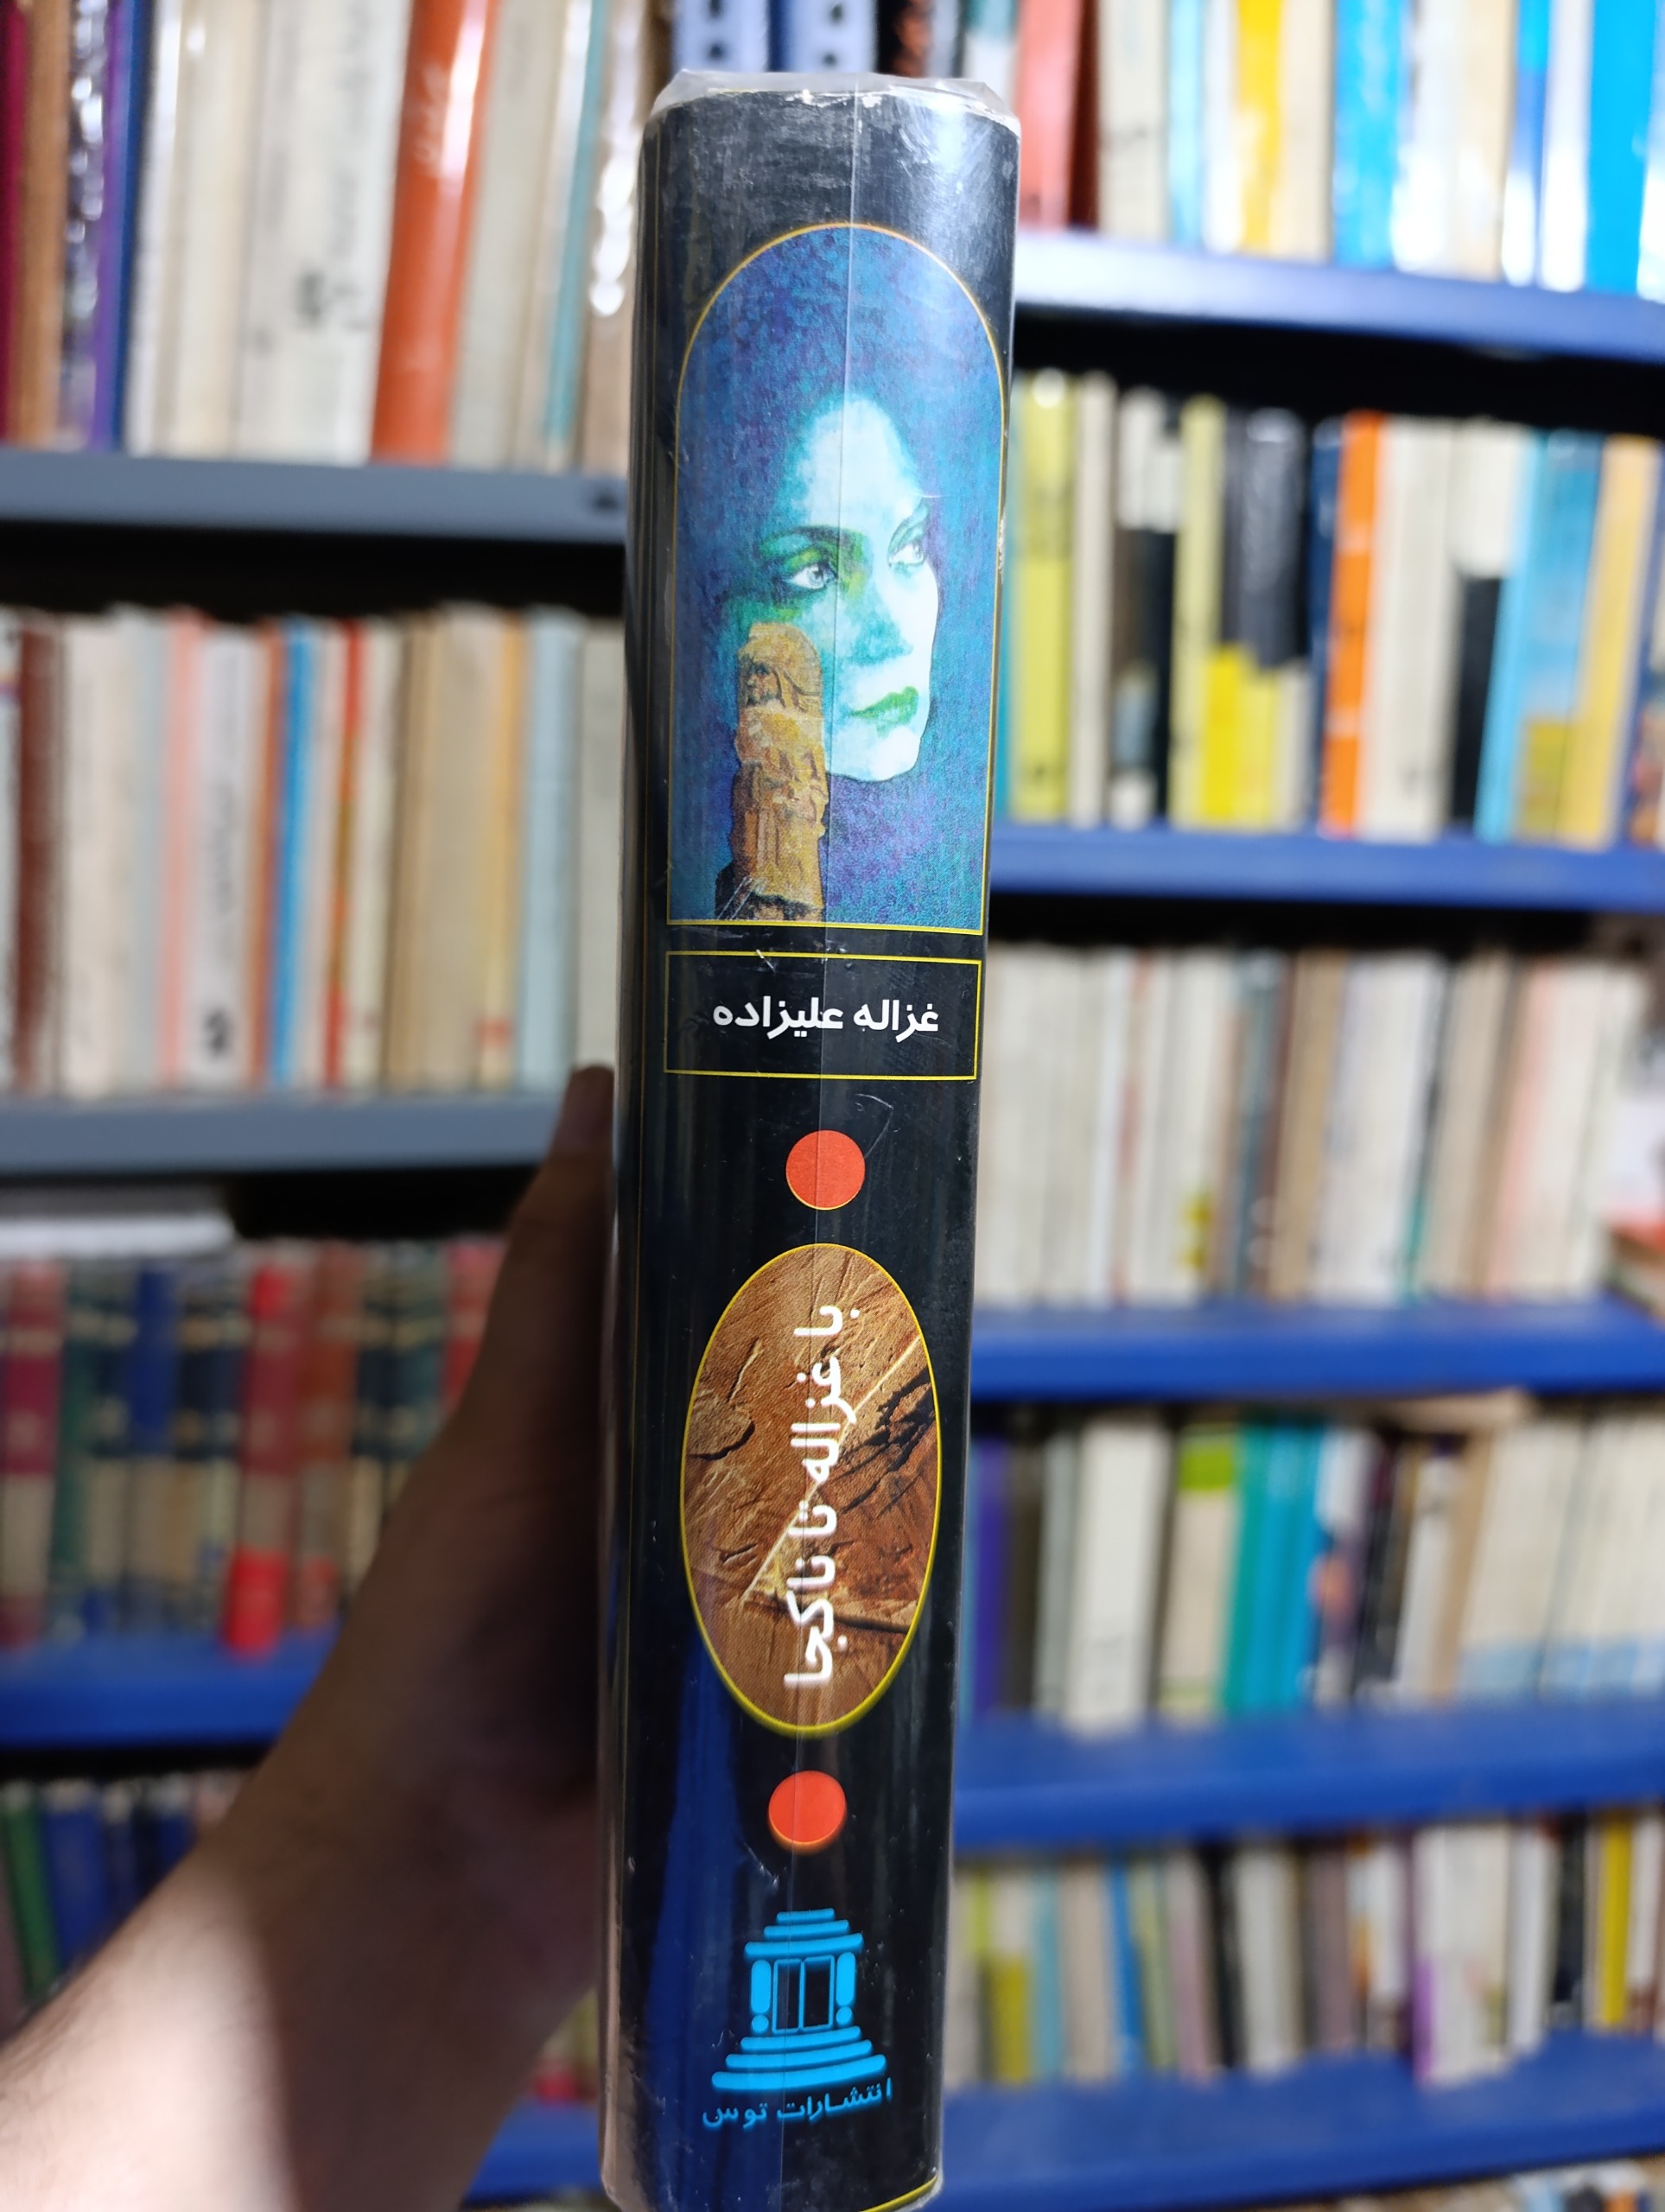 غزاله علیزاده
با غزاله تا ناکجا
انتشارات توس